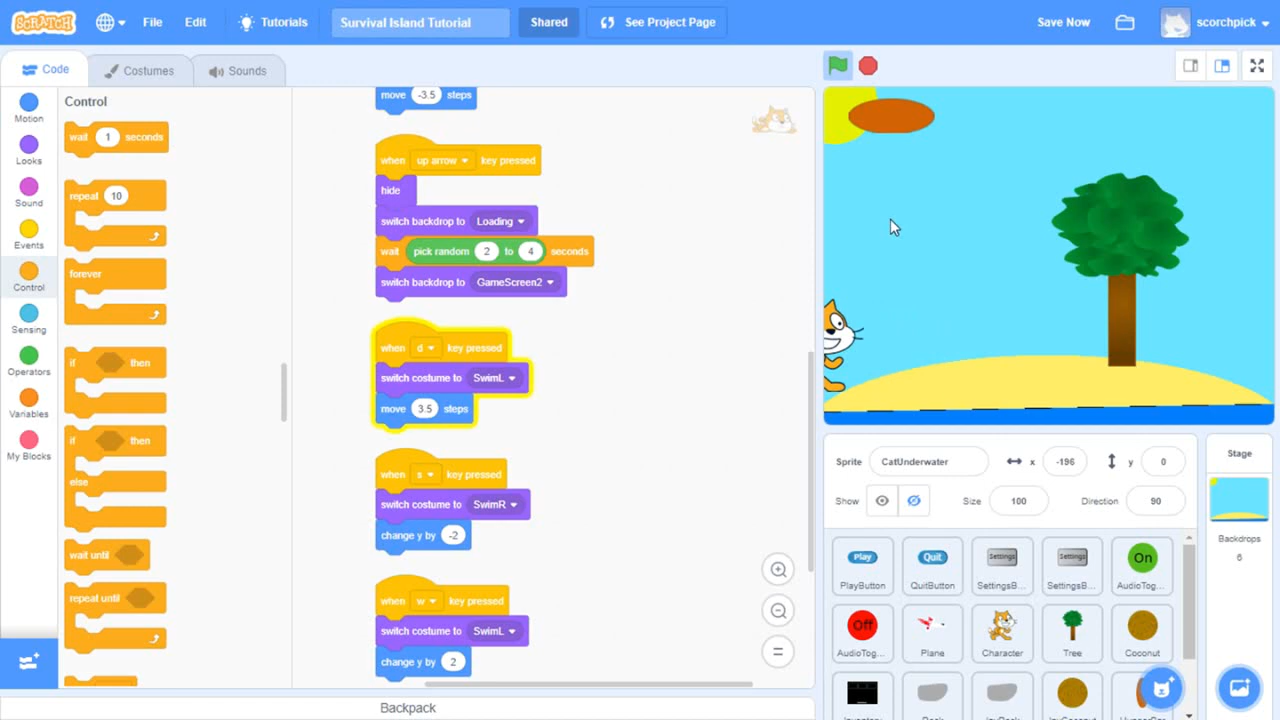 SCRATCH File Edit Tutorials Survival Island Tutorial Shared See Project Page Save Now scorchpick
Code Costumes Sounds
Motion
Looks
Sound
Events
Control
Sensing
Operators
Variables
My Blocks
Control
wait 1 seconds
repeat 10
forever
if then
if then
else
wait until
repeat until
move -3.5 steps
when up arrow key pressed
hide
switch backdrop to Loading
wait pick random 2 to 4 seconds
switch backdrop to GameScreen2
when d key pressed
switch costume to SwimL
move 3.5 steps
when s key pressed
switch costume to SwimR
change y by -2
when w key pressed
switch costume to SwimL
change y by 2
Backpack
Sprite CatUnderwater x -196 y 0
Show Size 100 Direction 90
Play Quit Settings Settings On
PlayButton QuitButton SettingsB... SettingsB... AudioTog...
Off
AudioTog... Plane Character Tree Coconut
Stage
Backdrops
6